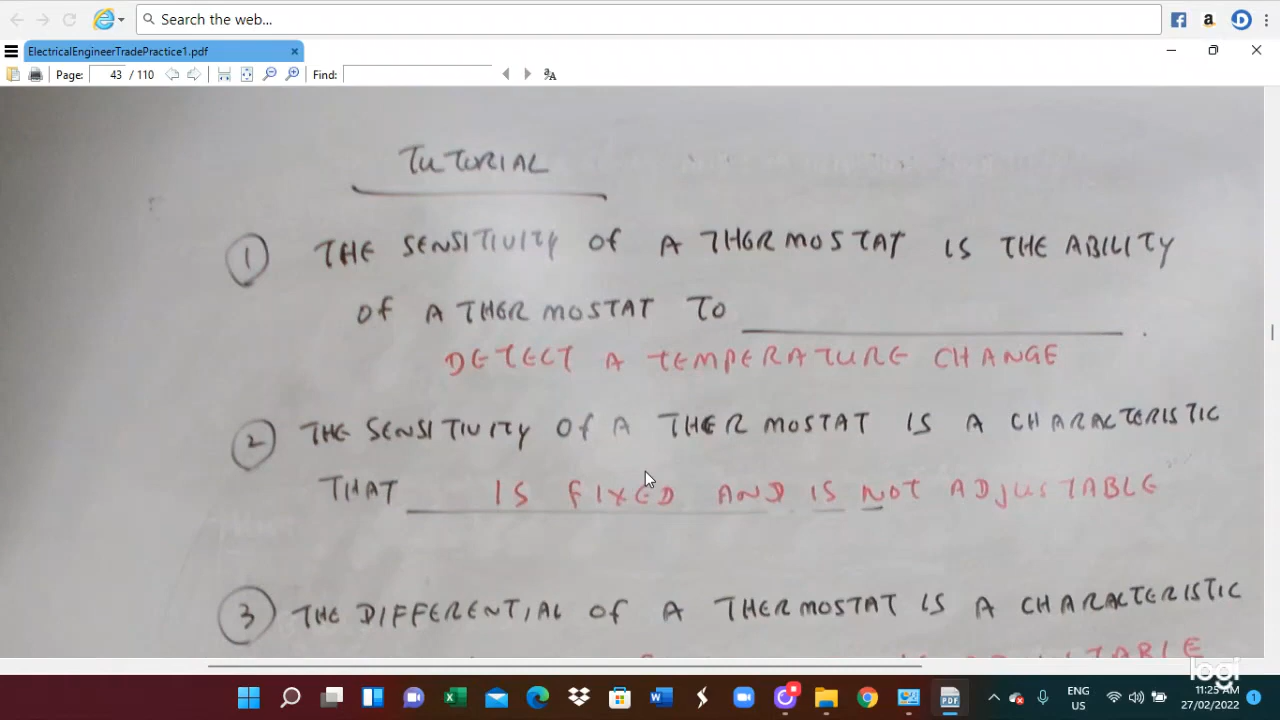 Search the web...
ElectricalEngineerTradePractice1.pdf
Page: 43 / 110 Find:
TUTORIAL
1 THE SENSITIVITY OF A THERMOSTAT IS THE ABILITY
OF A THERMOSTAT TO ____________.
DETECT A TEMPERATURE CHANGE
2 THE SENSITIVITY OF A THERMOSTAT IS A CHARACTERISTIC
THAT IS FIXED AND IS NOT ADJUSTABLE
3 THE DIFFERENTIAL OF A THERMOSTAT IS A CHARACTERISTIC
logi
ENG
US
11:25 AM
27/02/2022